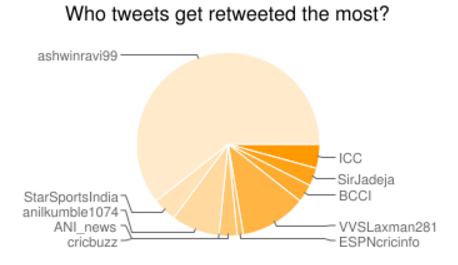 Who tweets get retweeted the most?
ashwinravi99
ICC
SirJadeja
BCCI
StarSportsIndia
anilkumble1074
ANI_news
cricbuzz
VVSLaxman281
ESPNcricinfo